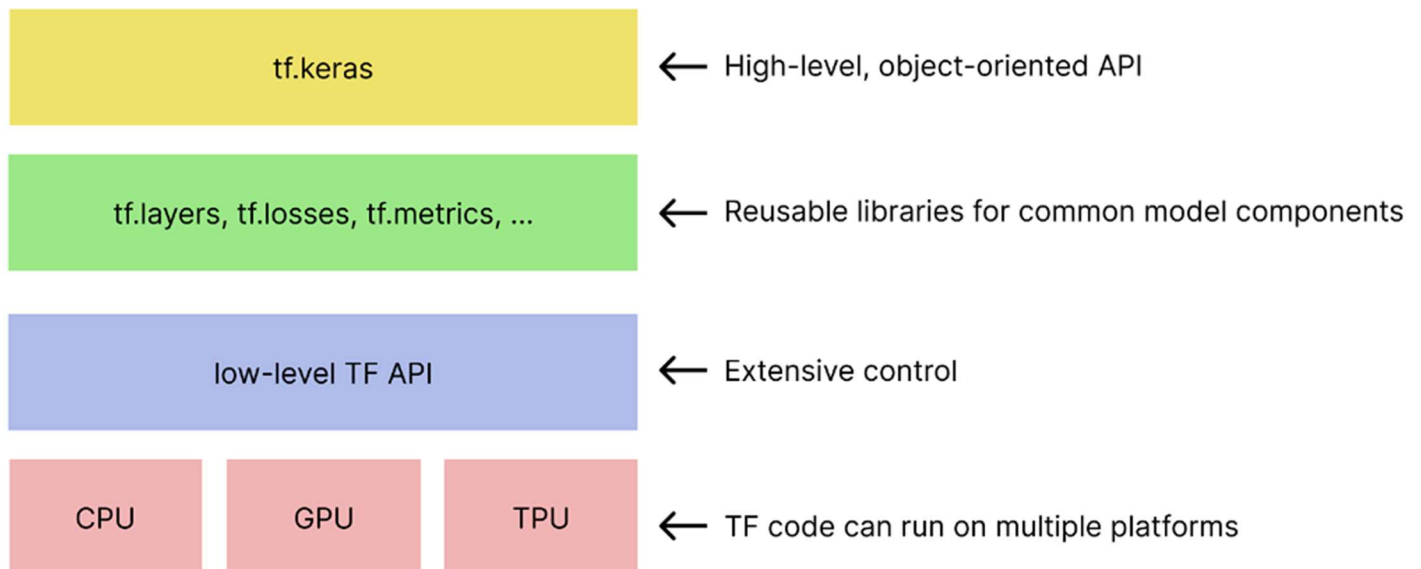 tf.keras
High-level, object-oriented API
tf.layers, tf.losses, tf.metrics, ...
Reusable libraries for common model components
low-level TF API
Extensive control
CPU
GPU
TPU
TF code can run on multiple platforms